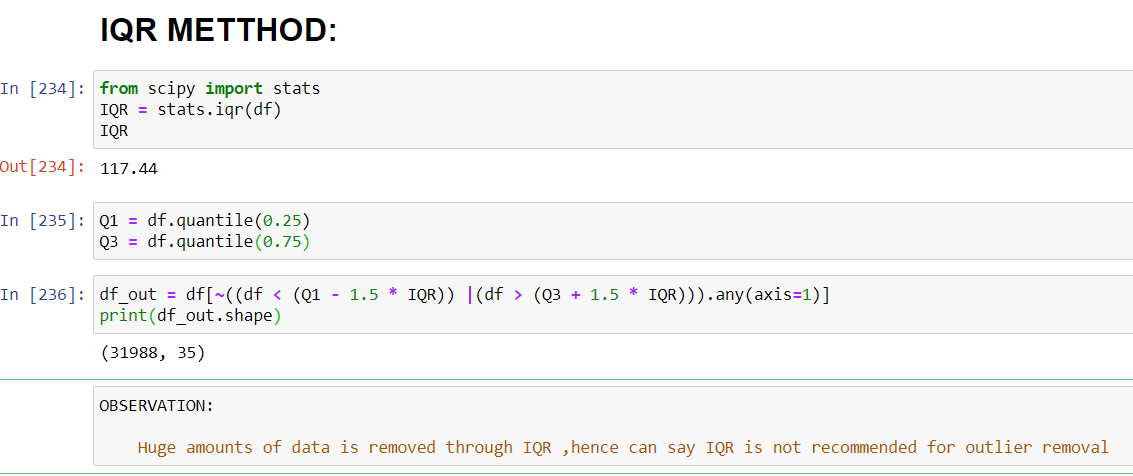 IQR METTHOD:
In [234]: from scipy import stats
IQR = stats.iqr(df)
IQR
Out[234]: 117.44
In [235]: Q1 = df.quantile(0.25)
Q3 = df.quantile(0.75)
In [236]: df_out = df[~((df < (Q1 - 1.5 * IQR)) |(df > (Q3 + 1.5 * IQR))).any(axis=1)]
print(df_out.shape)
(31988, 35)
OBSERVATION:
Huge amounts of data is removed through IQR ,hence can say IQR is not recommended for outlier removal